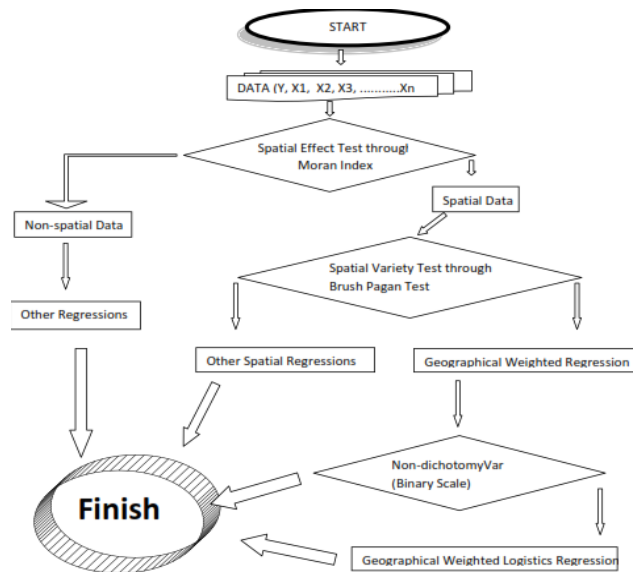 START
DATA (Y, X1, X2, X3, ...........Xn
Spatial Effect Test through
Moran Index
Non-spatial Data
Spatial Data
Spatial Variety Test through
Brush Pagan Test
Other Regressions
Other Spatial Regressions
Geographical Weighted Regression
Non-dichotomyVar
(Binary Scale)
Finish
Geographical Weighted Logistics Regression